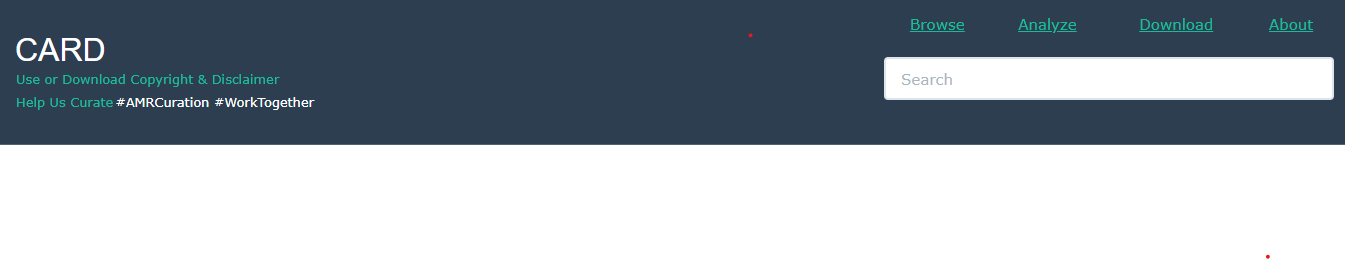 Browse Analyze Download About
CARD
Search
Use or Download Copyright & Disclaimer
Help Us Curate #AMRCuration #WorkTogether